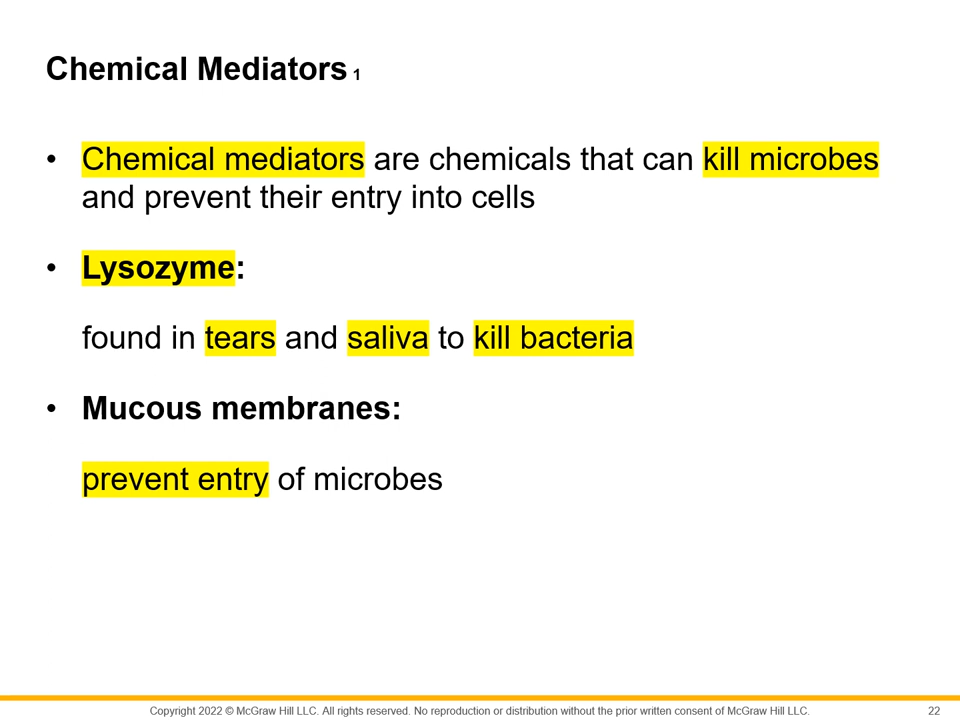 Chemical Mediators 1
• Chemical mediators are chemicals that can kill microbes
and prevent their entry into cells
• Lysozyme:
found in tears and saliva to kill bacteria
• Mucous membranes:
prevent entry of microbes
Copyright 2022 © McGraw Hill LLC. All rights reserved. No reproduction or distribution without the prior written consent of McGraw Hill LLC. 22